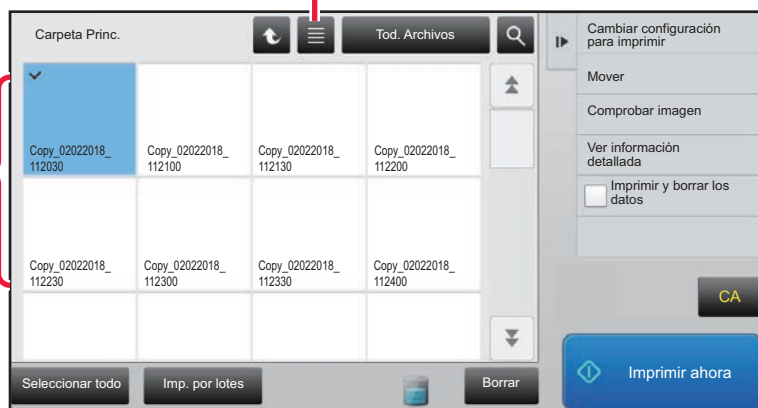 Carpeta Princ.
Tod. Archivos
Copy_02022018_
112030
Copy_02022018_
112100
Copy_02022018_
112130
Copy_02022018_
112200
Copy_02022018_
112230
Copy_02022018_
112300
Copy_02022018_
112330
Copy_02022018_
112400
Seleccionar todo
Imp. por lotes
Borrar
Cambiar configuración
para imprimir
Mover
Comprobar imagen
Ver información
detallada
Imprimir y borrar los
datos
CA
Imprimir ahora